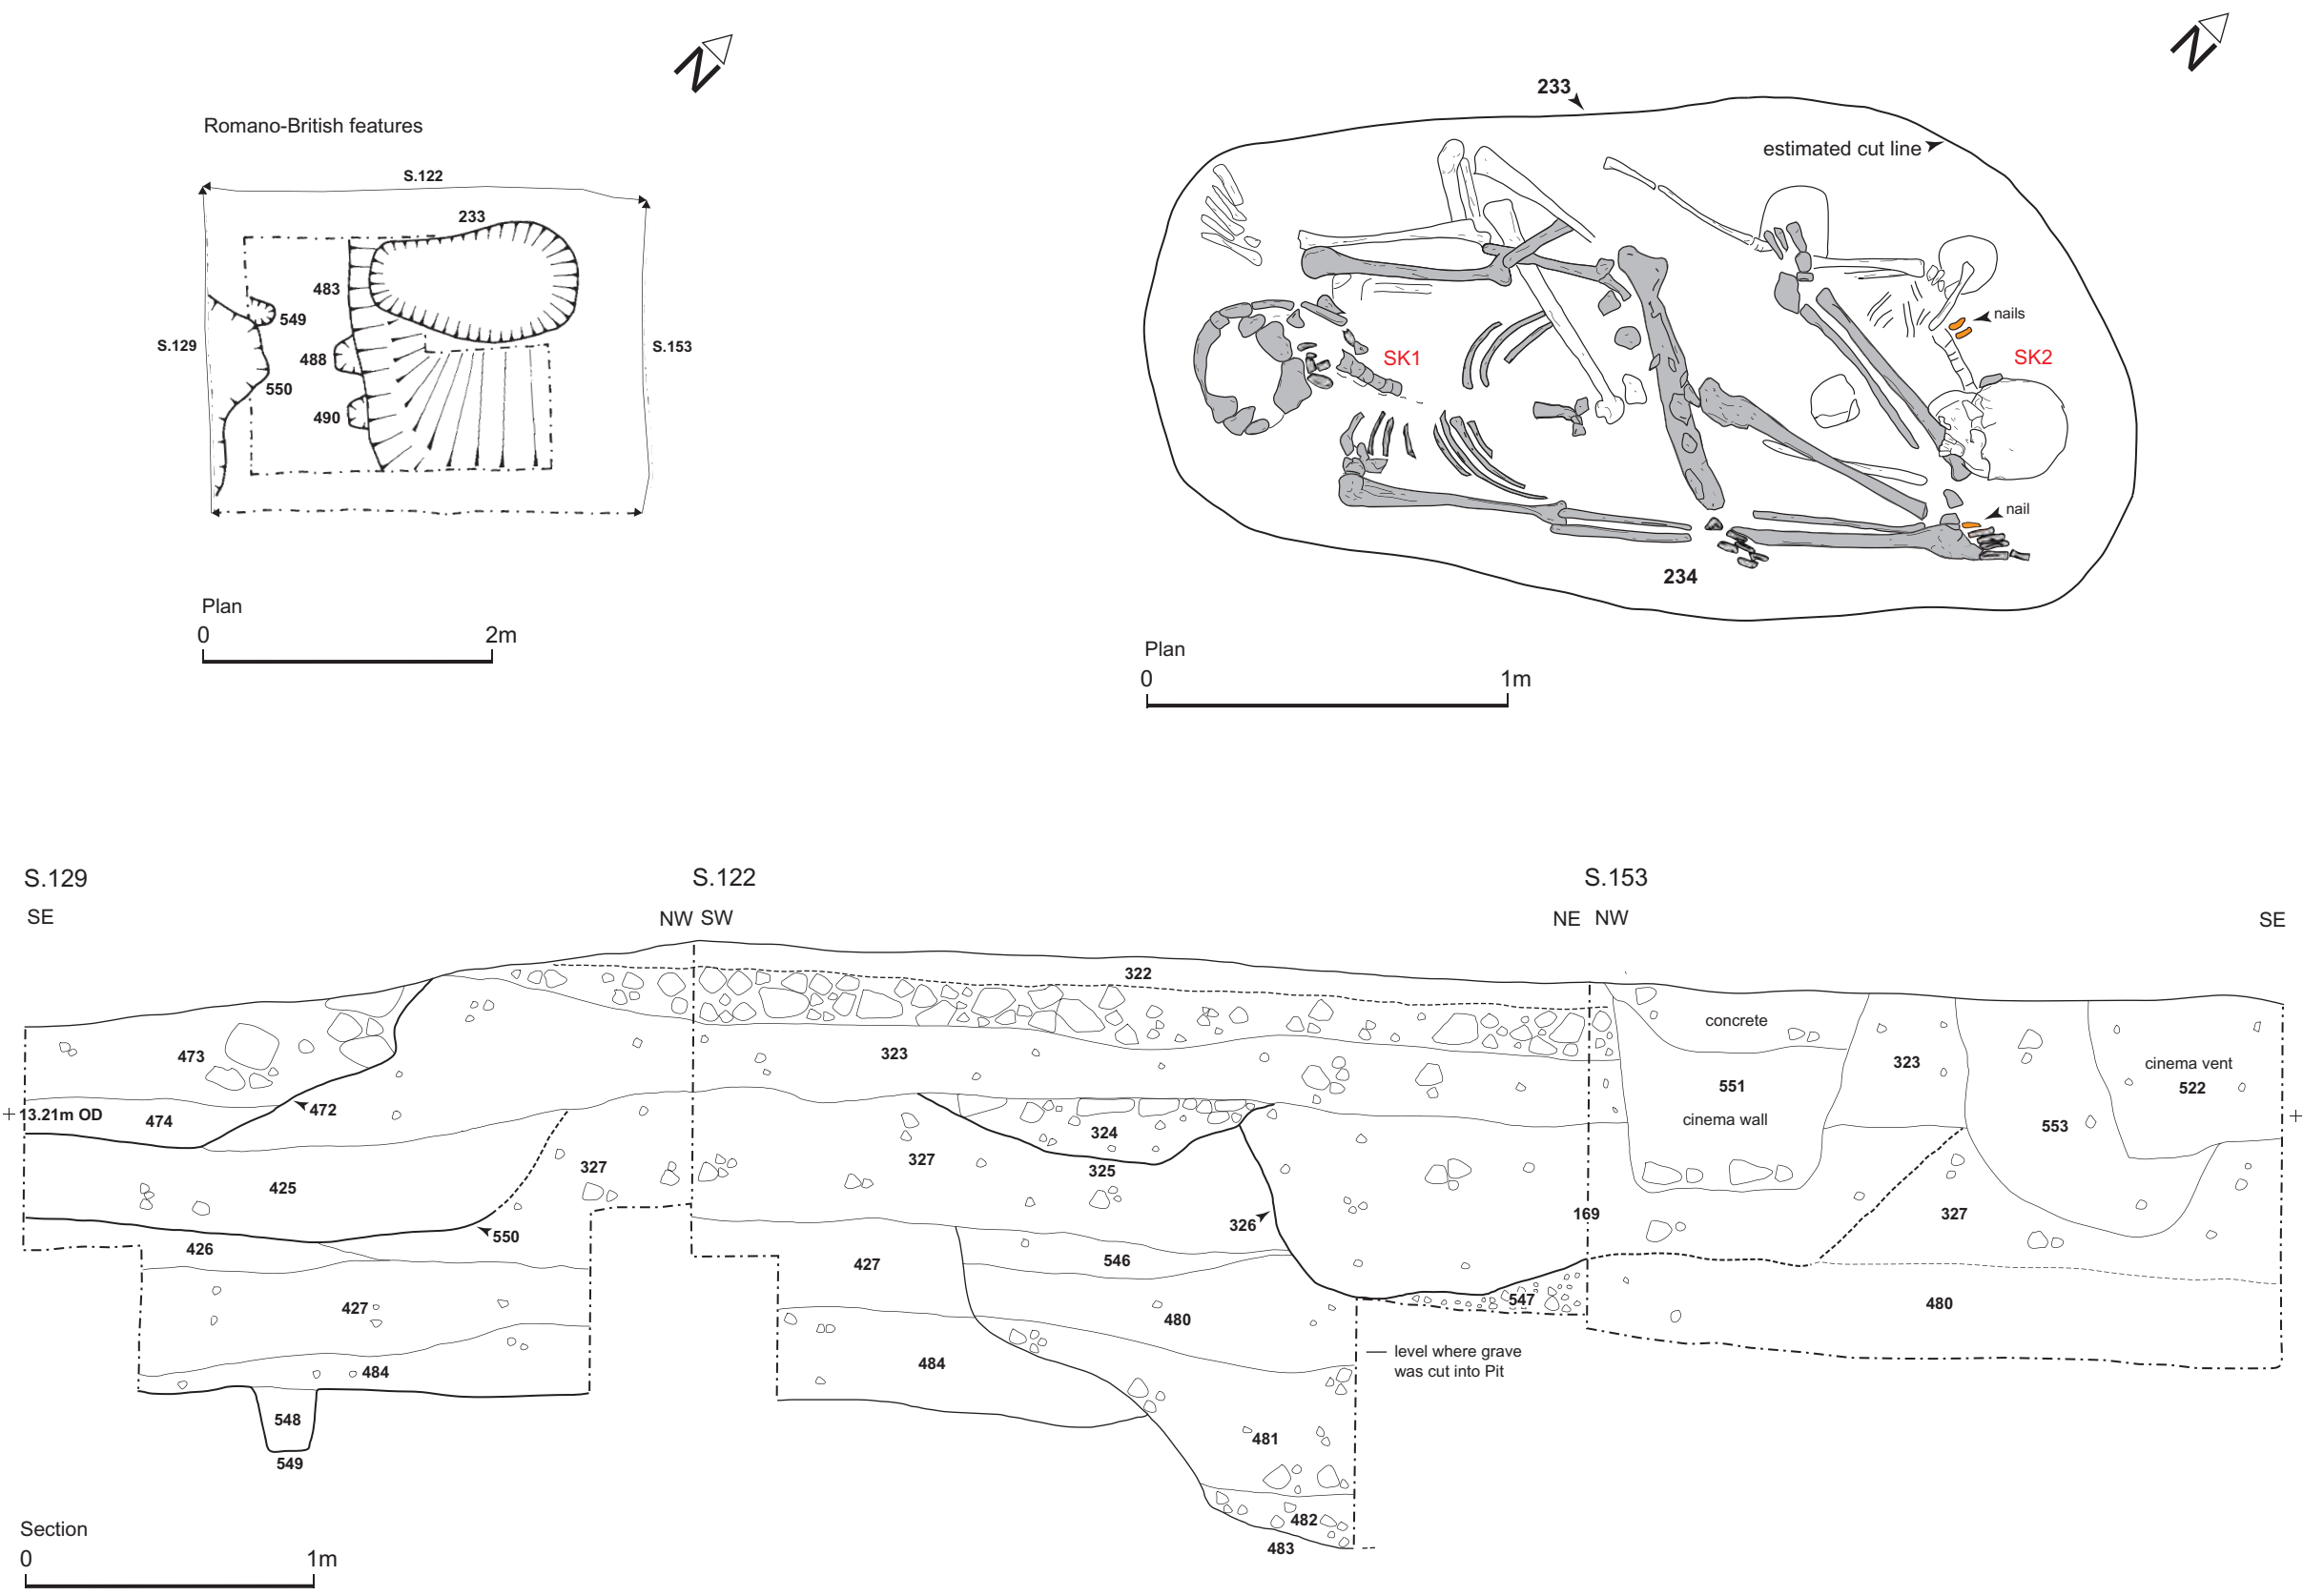 N
N
Romano-British features
S.122
233
483
549
S.129
488
S.153
550
490
Plan
0 2m
233
estimated cut line
nails
SK1
SK2
nail
234
Plan
0 1m
S.129 S.122 S.153
SE NW SW NE NW SE
322
concrete
473
323
323
cinema vent
551
522
472
13.21m OD
474
cinema wall
324
553
327
327
325
425
169
327
326
550
426
427
546
480
547
427
480
level where grave
was cut into Pit
484
484
548
481
549
482
483
Section
0 1m